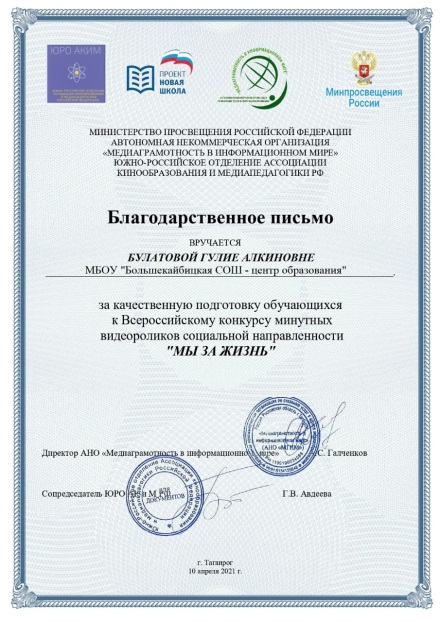 ЮРО АКИМ
ПРОЕКТ
НОВАЯ
ШКОЛА
Минпросвещения
России
МИНИСТЕРСТВО ПРОСВЕЩЕНИЯ РОССИЙСКОЙ ФЕДЕРАЦИИ
АВТОНОМНАЯ НЕКОММЕРЧЕСКАЯ ОРГАНИЗАЦИЯ
«МЕДИАГРАМОТНОСТЬ В ИНФОРМАЦИОННОМ МИРЕ»
ЮЖНО-РОССИЙСКОЕ ОТДЕЛЕНИЕ АССОЦИАЦИИ
КИНООБРАЗОВАНИЯ И МЕДИАПЕДАГОГИКИ РФ
Благодарственное письмо
ВРУЧАЕТСЯ
БУЛАТОВОЙ ГУЛИЕ АЛКИНОВНЕ
МБОУ "Большекайбицкая СОШ - центр образования"
за качественную подготовку обучающихся
к Всероссийскому конкурсу минутных
видеороликов социальной направленности
"МЫ ЗА ЖИЗНЬ"
Директор АНО «Медиаграмотность в информационном мире» С. Галченков
Сопредседатель ЮРО Г.В. Авдеева
ДЛЯ
ДОКУМЕНТОВ
г. Таганрог
10 апреля 2021 г.